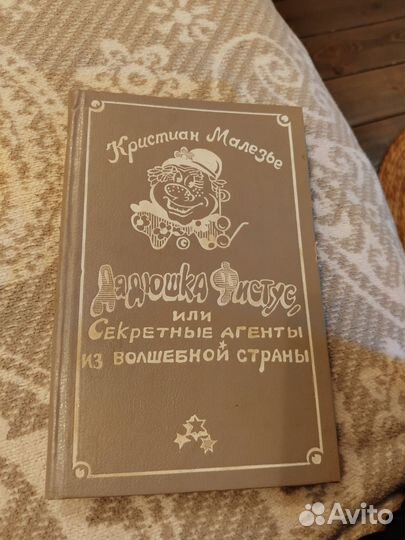 Кристиан Малезье
Дядюшка Фистус,
или
Секретные агенты
из волшебной страны
Avito